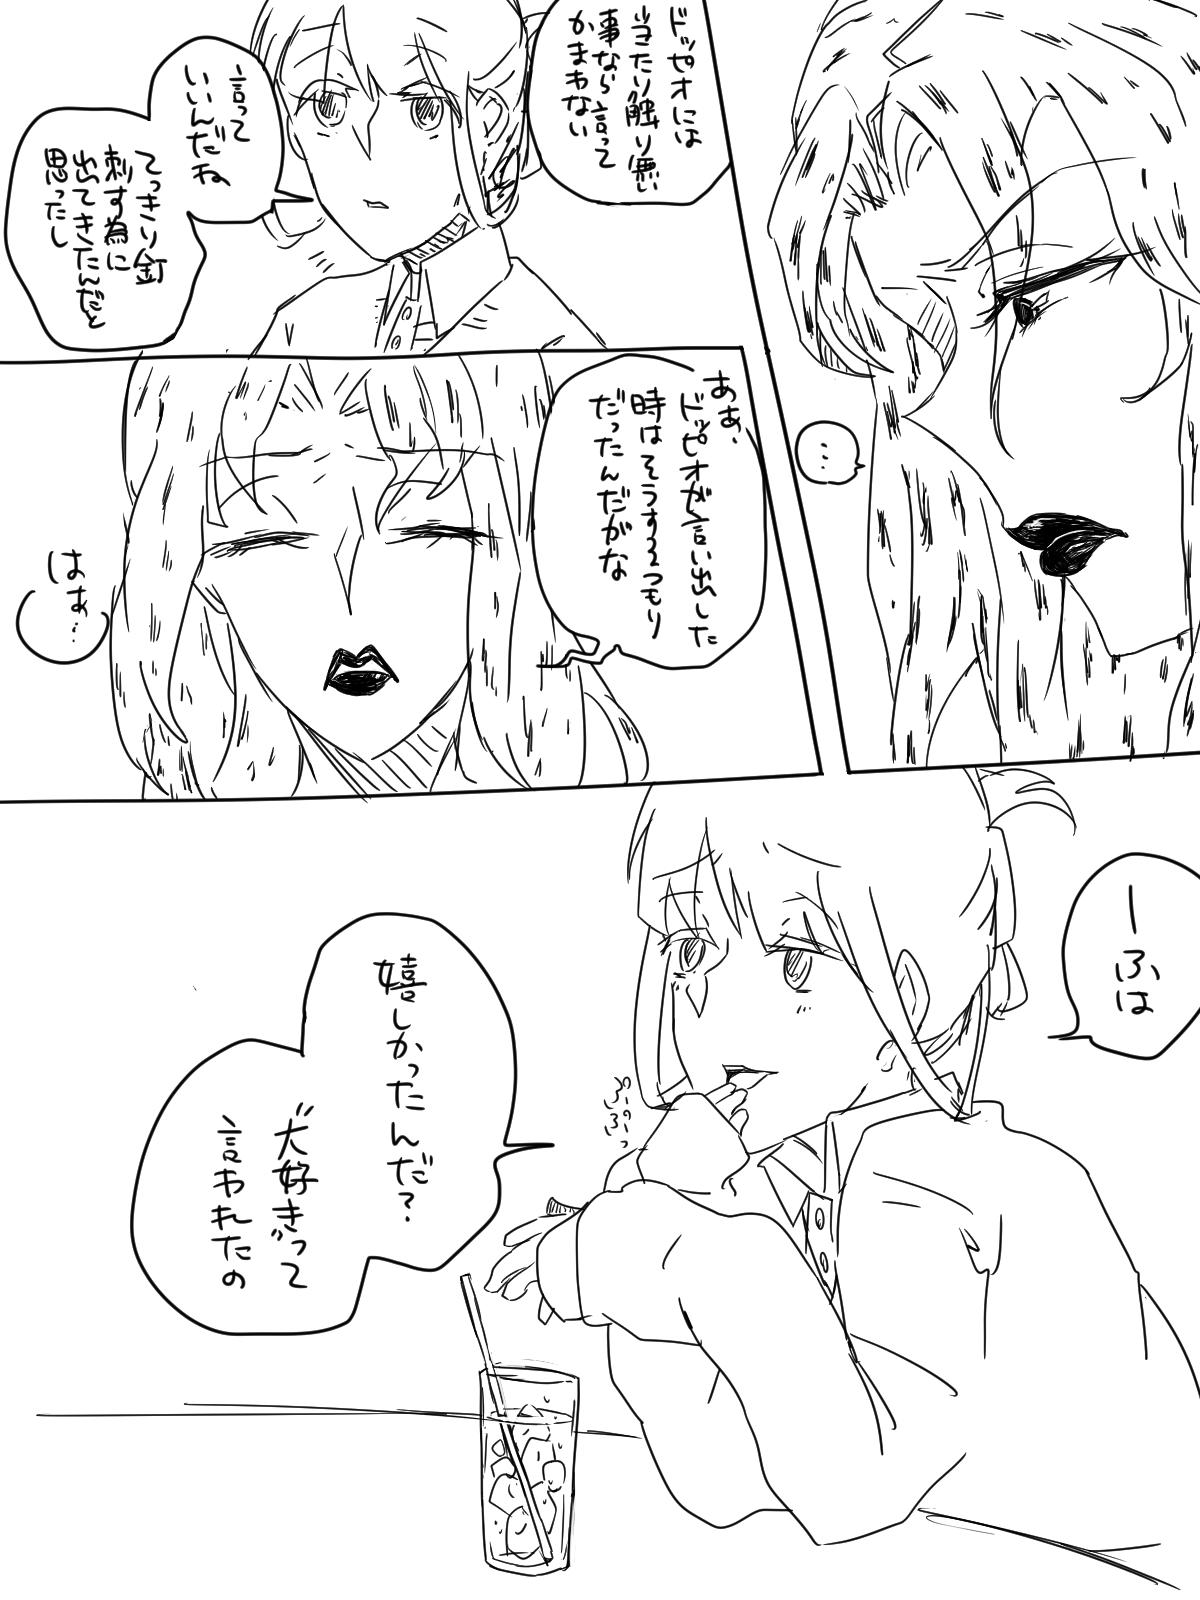 …
ドッピオには
当たり触り無い
事なら言って
かまわない
言って
いいんだね
てっきり釘
刺す為に
出てきたんだと
思ったし
ああ、
ドッピオが言い出した
時はそうするつもり
だったんだがな
はぁ…
ーふは
ふふっ
嬉しかったんだ?
"大好き"って
言われたの